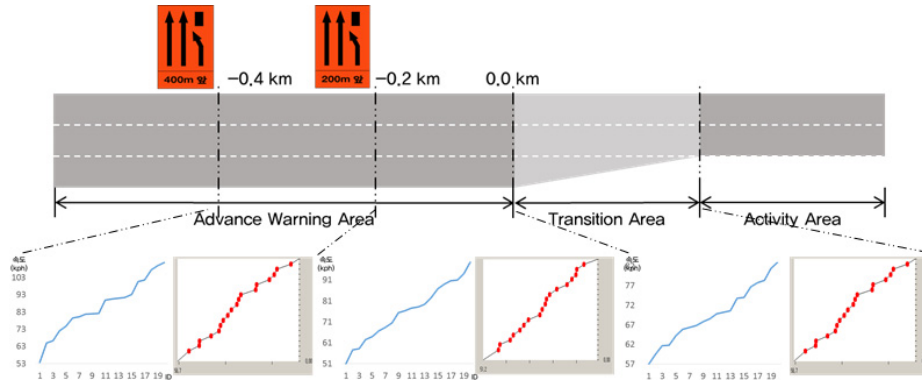 400m 앞
-0.4 km
200m 앞
-0.2 km
0.0 km
Advance Warning Area
Transition Area
Activity Area
속도
(kph)
103
93
83
73
63
53
1 3 5 7 9 11 13 15 17 19 ID
속도
(kph)
91
81
71
61
51
1 3 5 7 9 11 13 15 17 19
속도
77
72
67
62
57
1 3 5 7 9 11 13 15 17 19